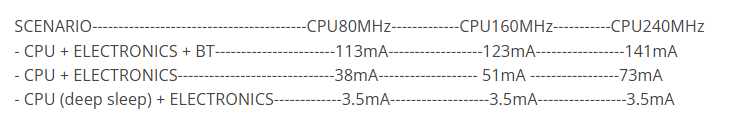 SCENARIO----------------------------------------CPU80MHz-------------CPU160MHz-----------CPU240MHz
- CPU + ELECTRONICS + BT-----------------------113mA------------------123mA-----------------141mA
- CPU + ELECTRONICS------------------------------38mA------------------- 51mA -----------------73mA
- CPU (deep sleep) + ELECTRONICS-------------3.5mA-------------------3.5mA-----------------3.5mA